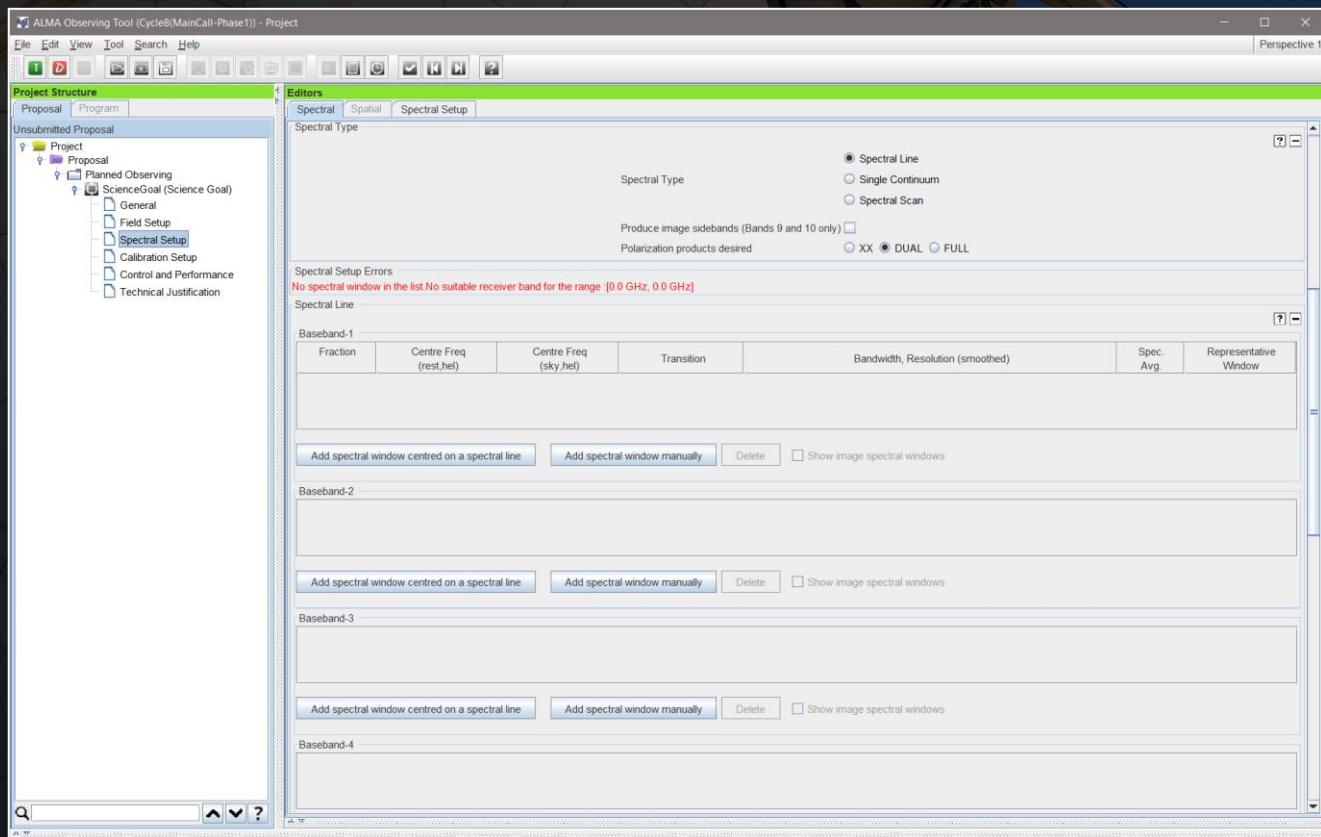 ALMA Observing Tool (Cycle8(MainCall-Phase1)) - Project
File Edit View Tool Search Help
Perspective 1
Project Structure
Proposal Program
Unsubmitted Proposal
Project
Proposal
Planned Observing
ScienceGoal (Science Goal)
General
Field Setup
Spectral Setup
Calibration Setup
Control and Performance
Technical Justification
Editors
Spectral Spatial Spectral Setup
Spectral Type
Spectral Type
Spectral Line
Single Continuum
Spectral Scan
Produce image sidebands (Bands 9 and 10 only)
Polarization products desired XX DUAL FULL
Spectral Setup Errors
No spectral window in the list.No suitable receiver band for the range :[0.0 GHz, 0.0 GHz]
Spectral Line
Baseband-1
Fraction Centre Freq (rest,hel) Centre Freq (sky,hel) Transition Bandwidth, Resolution (smoothed) Spec. Avg. Representative Window
Add spectral window centred on a spectral line Add spectral window manually Delete Show image spectral windows
Baseband-2
Add spectral window centred on a spectral line Add spectral window manually Delete Show image spectral windows
Baseband-3
Add spectral window centred on a spectral line Add spectral window manually Delete Show image spectral windows
Baseband-4